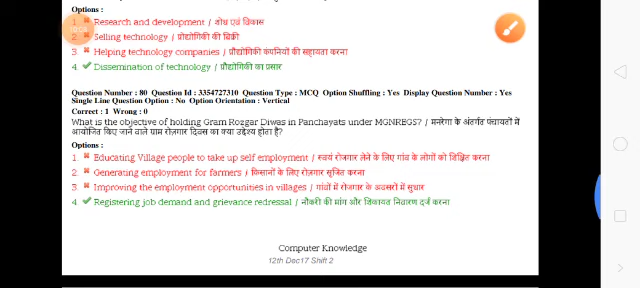 Options :
1. Research and development / शोध एवं विकास
2. Selling technology / प्रौद्योगिकी की बिक्री
3. Helping technology companies / प्रौद्योगिकी कंपनियों की सहायता करना
4. Dissemination of technology / प्रौद्योगिकी का प्रसार
Question Number : 80 Question Id : 3354727310 Question Type : MCQ Option Shuffling : Yes Display Question Number : Yes
Single Line Question Option : No Option Orientation : Vertical
Correct : 1 Wrong : 0
What is the objective of holding Gram Rozgar Diwas in Panchayats under MGNREGS? / मनरेगा के अंतर्गत पंचायतों में
आयोजित किए जाने वाले ग्राम रोज़गार दिवस का क्या उद्देश्य होता है?
Options :
1. Educating Village people to take up self employment / स्वयं रोजगार लेने के लिए गांव के लोगों को शिक्षित करना
2. Generating employment for farmers / किसानों के लिए रोज़गार सृजित करना
3. Improving the employment opportunities in villages / गांवों में रोजगार के अवसरों में सुधार
4. Registering job demand and grievance redressal / नौकरी की मांग और शिकायत निवारण दर्ज करना
Computer Knowledge
12th Dec17 Shift 2